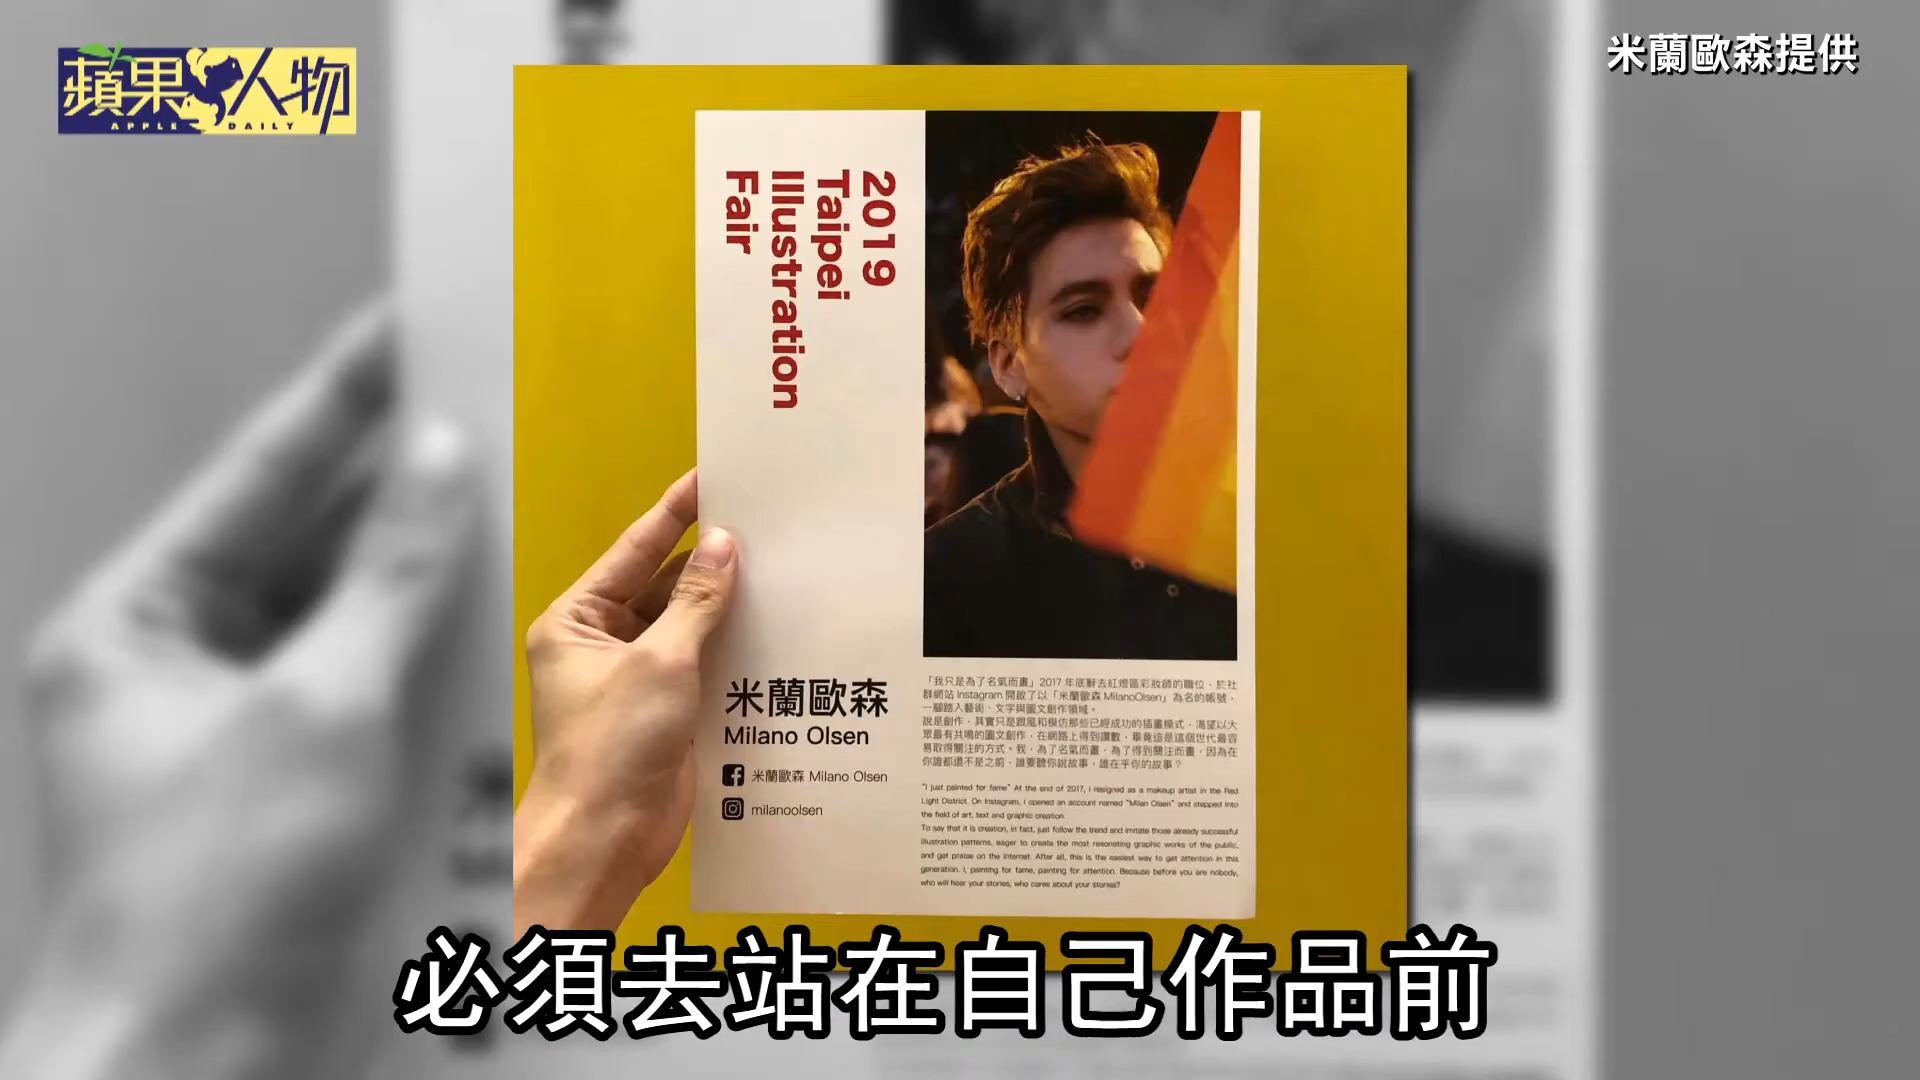 蘋果人物
APPLE DAILY
米蘭歐森提供
2019
Taipei
Illustration
Fair
米蘭歐森
Milano Olsen
米蘭歐森 Milano Olsen
milanoolsen
「我只是為了名氣而畫」2017 年底辭去紅燈區彩妝師的職位，於社
群網站 Instagram 開啟了以「米蘭歐森 MilanoOlsen」為名的帳號，
一腳踏入藝術、文字與圖文創作領域。
說是創作，其實只是跟風和模仿那些已經成功的插畫模式，渴望以大
眾最有共鳴的圖文創作，在網路上得到讚數，畢竟這是這個世代最容
易取得關注的方式。我，為了名氣而畫，為了得到關注而畫，因為在
你誰都還不是之前，誰要聽你說故事，誰在乎你的故事？
"I just painted for fame" At the end of 2017, I resigned as a makeup artist in the Red
Light District. On Instagram, I opened an account named "Milan Olsen" and stepped into
the field of art, text and graphic creation.
To say that it is creation, in fact, just follow the trend and imitate those already successful
illustration patterns, eager to create the most resonating graphic works of the public,
and get praise on the Internet. After all, this is the easiest way to get attention in this
generation. I, painting for fame, painting for attention. Because before you are nobody,
who will hear your stories, who cares about your stories?
必須去站在自己作品前